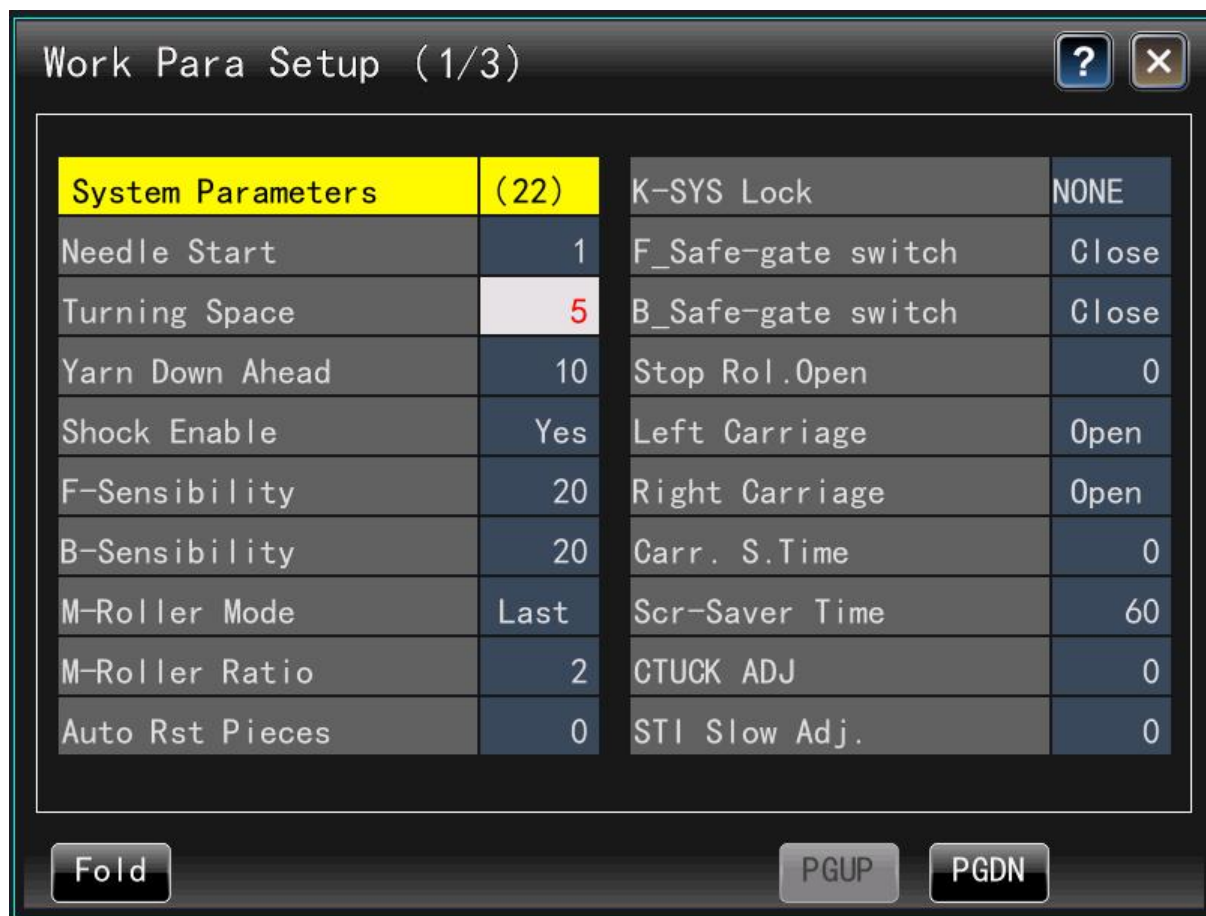 Work Para Setup (1/3)
?
×
System Parameters (22)
Needle Start 1
Turning Space 5
Yarn Down Ahead 10
Shock Enable Yes
F-Sensibility 20
B-Sensibility 20
M-Roller Mode Last
M-Roller Ratio 2
Auto Rst Pieces 0
K-SYS Lock NONE
F_Safe-gate switch Close
B_Safe-gate switch Close
Stop Rol.Open 0
Left Carriage Open
Right Carriage Open
Carr. S.Time 0
Scr-Saver Time 60
CTUCK ADJ 0
STI Slow Adj. 0
Fold
PGUP
PGDN